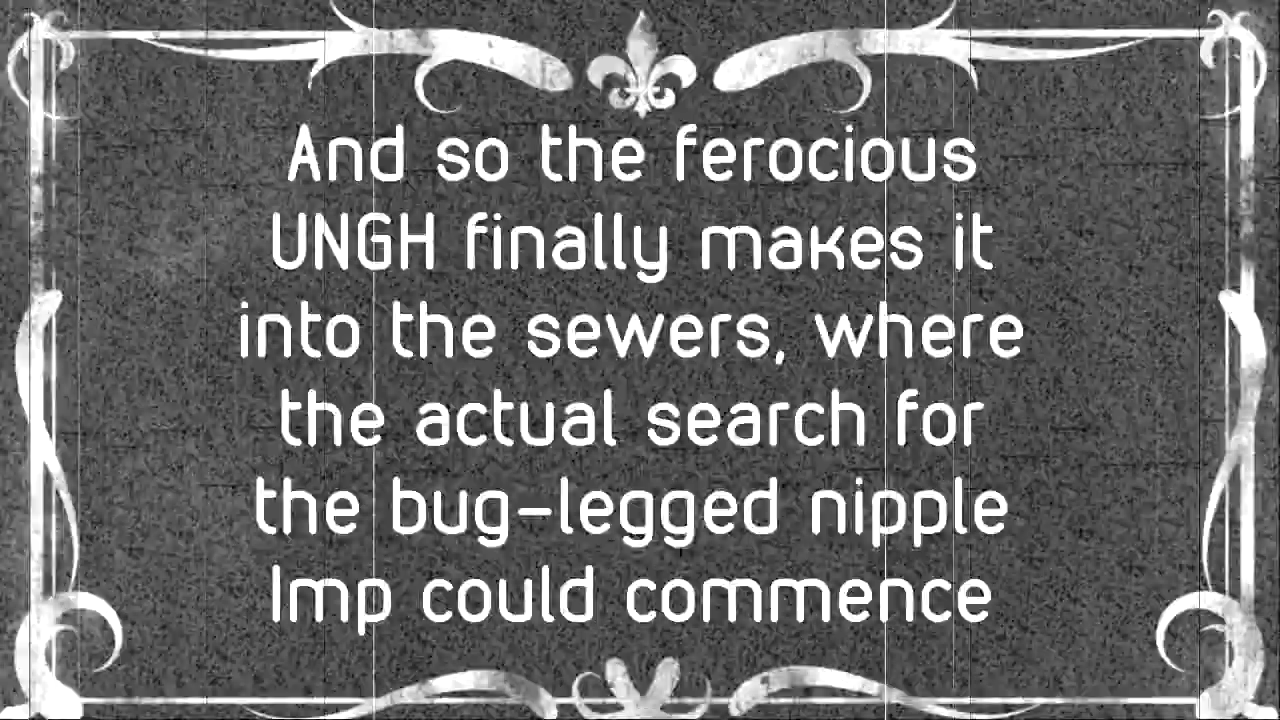 And so the ferocious
UNGH finally makes it
into the sewers, where
the actual search for
the bug-legged nipple
Imp could commence